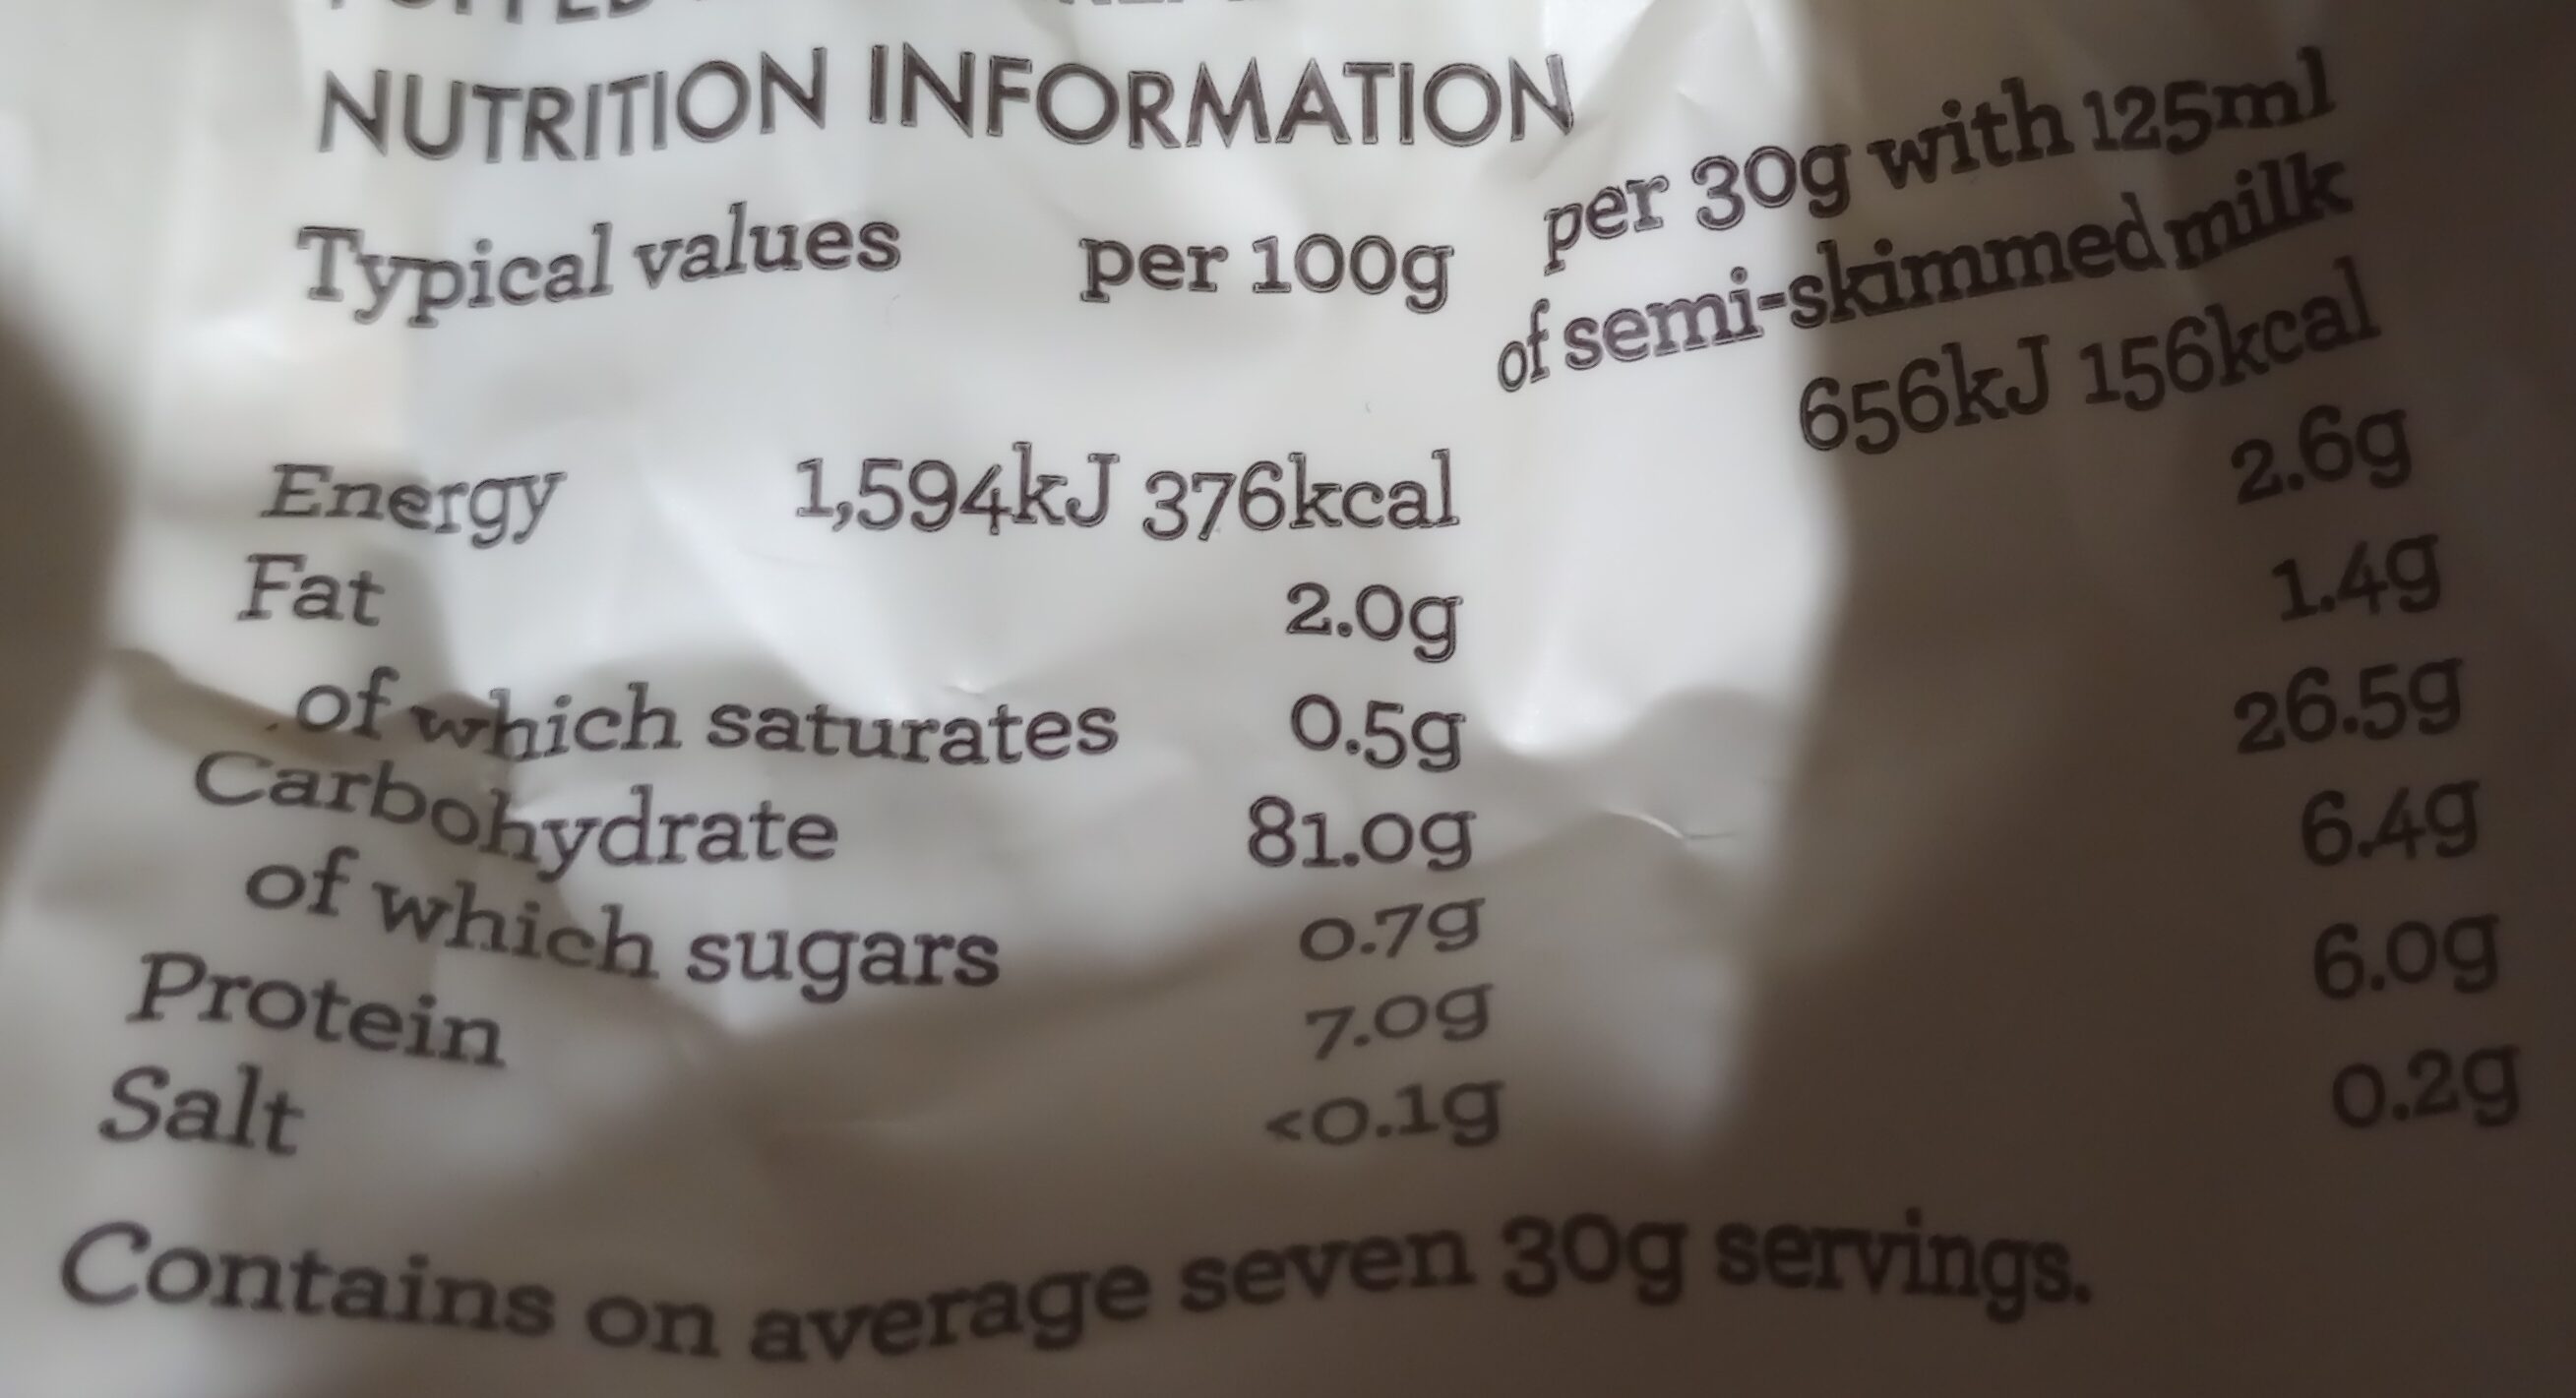 NUTRITION INFORMATION
Typical values per 100g per 30g with 125ml
of semi-skimmed milk
Energy 1,594kJ 376kcal 656kJ 156kcal
Fat 2.0g 2.6g
of which saturates 0.5g 1.4g
Carbohydrate 81.0g 26.5g
of which sugars 0.7g 6.4g
Protein 7.0g 6.0g
Salt <0.1g 0.2g
Contains on average seven 30g servings.